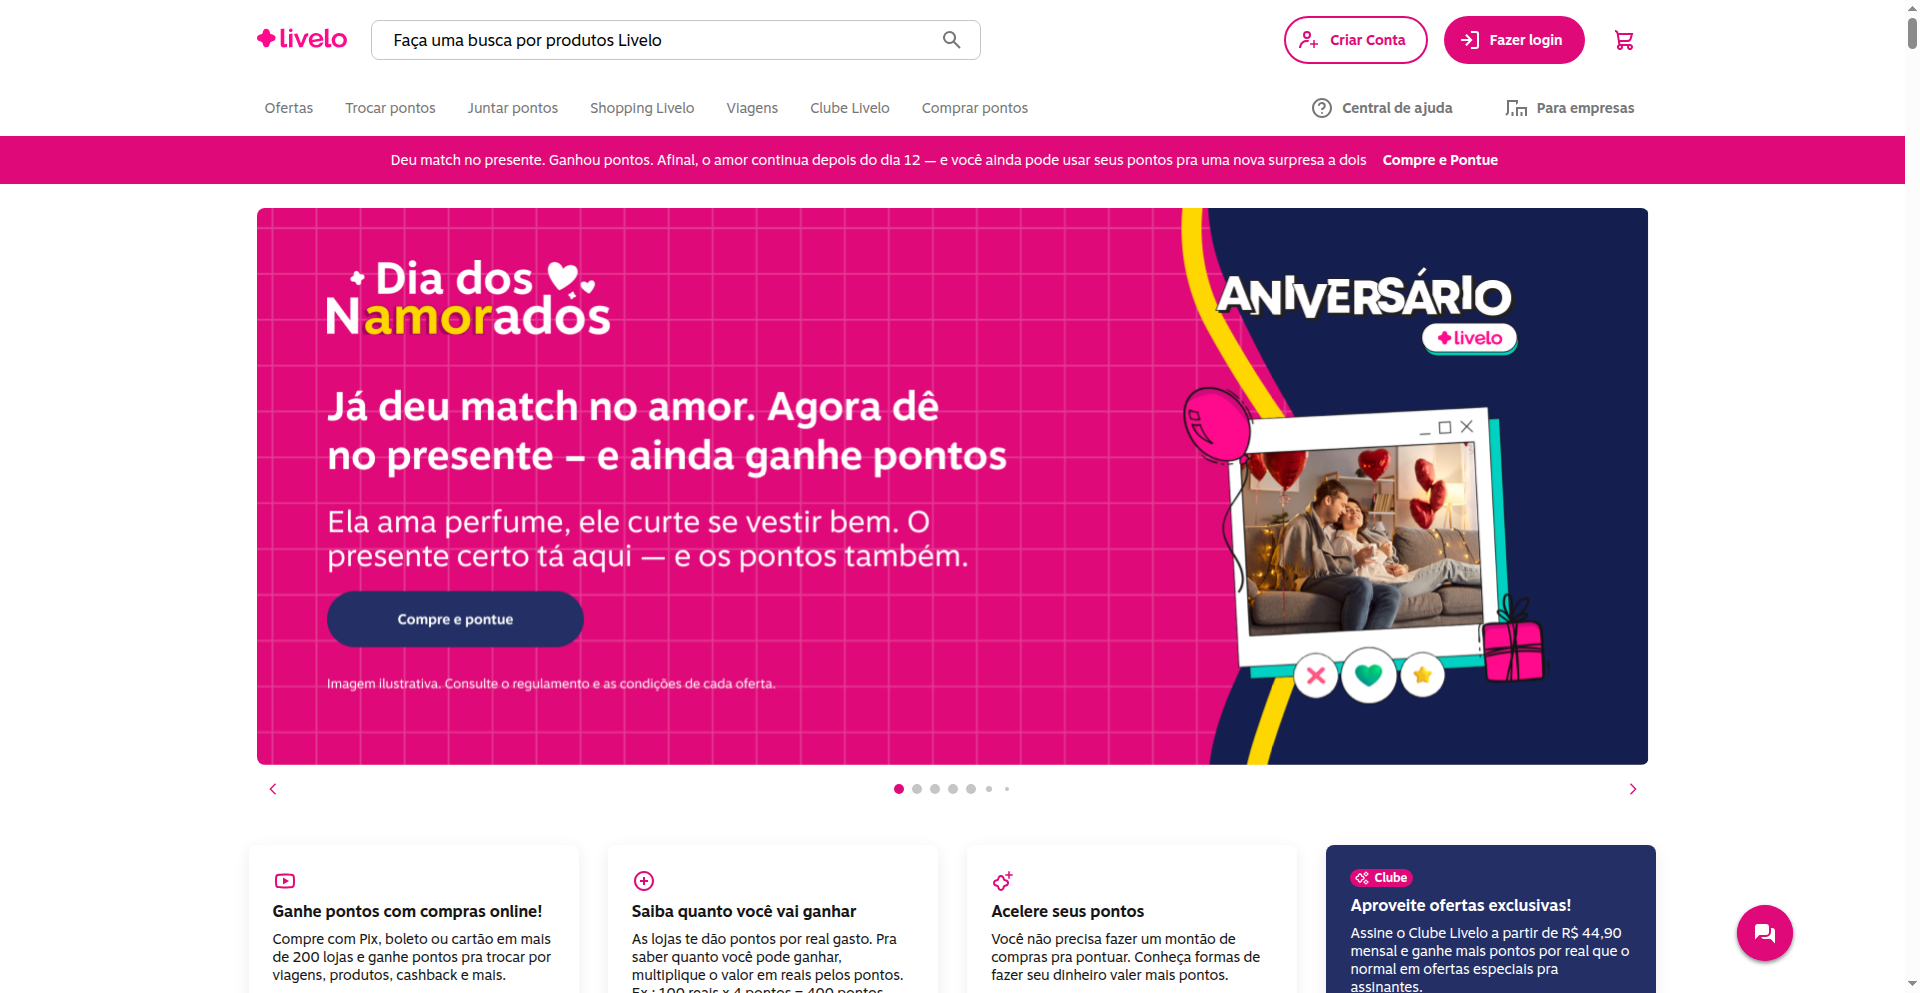 livelo
Faça uma busca por produtos Livelo
Criar Conta
Fazer login
Ofertas
Trocar pontos
Juntar pontos
Shopping Livelo
Viagens
Clube Livelo
Comprar pontos
Central de ajuda
Para empresas
Deu match no presente. Ganhou pontos. Afinal, o amor continua depois do dia 12 — e você ainda pode usar seus pontos pra uma nova surpresa a dois Compre e Pontue
Dia dos
Namorados
Já deu match no amor. Agora dê
no presente – e ainda ganhe pontos
Ela ama perfume, ele curte se vestir bem. O
presente certo tá aqui — e os pontos também.
Compre e pontue
Imagem ilustrativa. Consulte o regulamento e as condições de cada oferta.
ANIVERSÁRIO
livelo
Ganhe pontos com compras online!
Compre com Pix, boleto ou cartão em mais
de 200 lojas e ganhe pontos pra trocar por
viagens, produtos, cashback e mais.
Saiba quanto você vai ganhar
As lojas te dão pontos por real gasto. Pra
saber quanto você pode ganhar,
multiplique o valor em reais pelos pontos.
Ex.: 100 reais x 4 pontos = 400 pontos
Acelere seus pontos
Você não precisa fazer um montão de
compras pra pontuar. Conheça formas de
fazer seu dinheiro valer mais pontos.
Clube
Aproveite ofertas exclusivas!
Assine o Clube Livelo a partir de R$ 44,90
mensal e ganhe mais pontos por real que o
normal em ofertas especiais pra
assinantes.